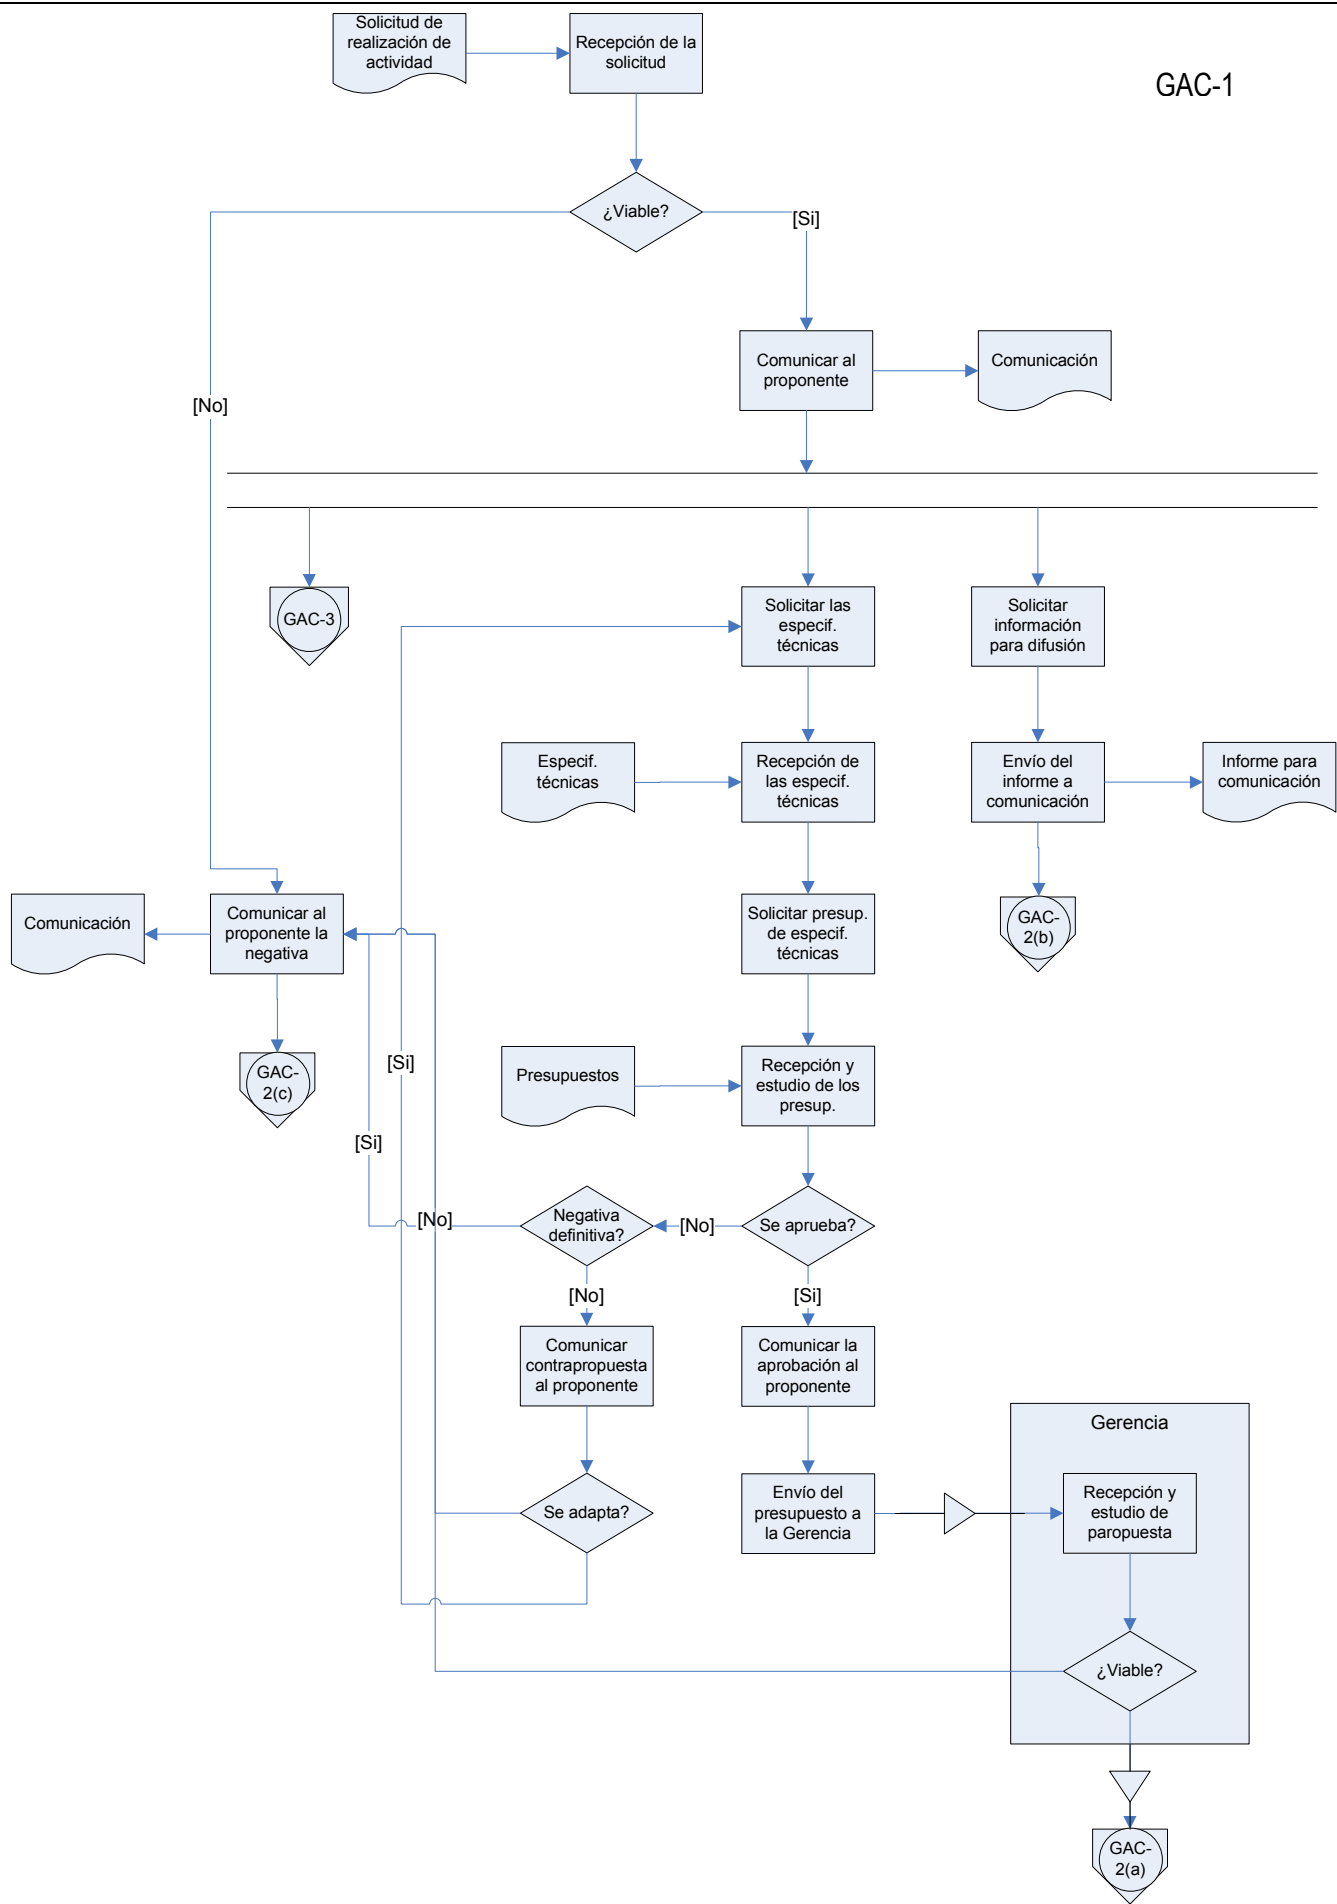 Solicitud de
realización de
actividad
Recepción de la
solicitud
GAC-1
¿Viable?
[Si]
[No]
Comunicar al
proponente
Comunicación
GAC-3
Solicitar las
especif.
técnicas
Solicitar
información
para difusión
Especif.
técnicas
Recepción de
las especif.
técnicas
Envío del
informe a
comunicación
Informe para
comunicación
Comunicación
Comunicar al
proponente la
negativa
Solicitar presup.
de especif.
técnicas
GAC-
2(b)
GAC-
2(c)
[Si]
Presupuestos
Recepción y
estudio de los
presup.
[Si]
[No]
Negativa
definitiva?
[No]
Se aprueba?
[No]
[Si]
Comunicar
contrapropuesta
al proponente
Comunicar la
aprobación al
proponente
Gerencia
Se adapta?
Envío del
presupuesto a
la Gerencia
Recepción y
estudio de
paropuesta
¿Viable?
GAC-
2(a)